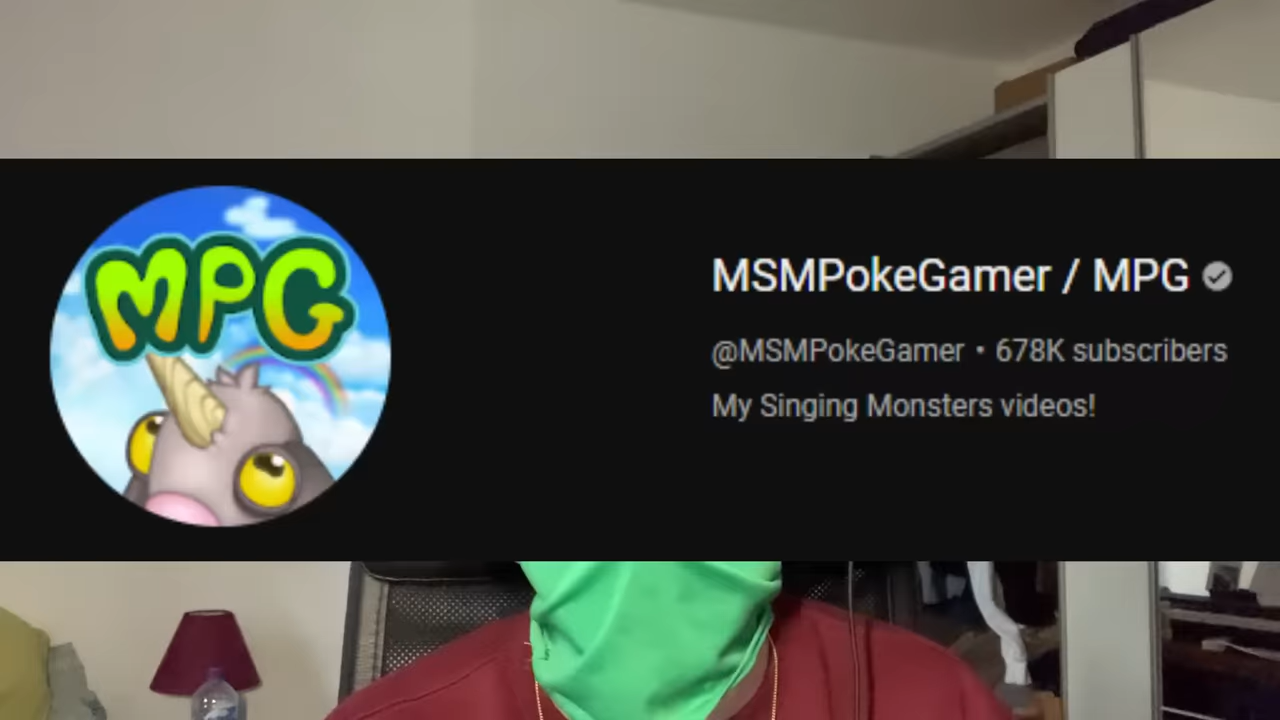 MPG
MSMPokeGamer / MPG
@MSMPokeGamer • 678K subscribers
My Singing Monsters videos!